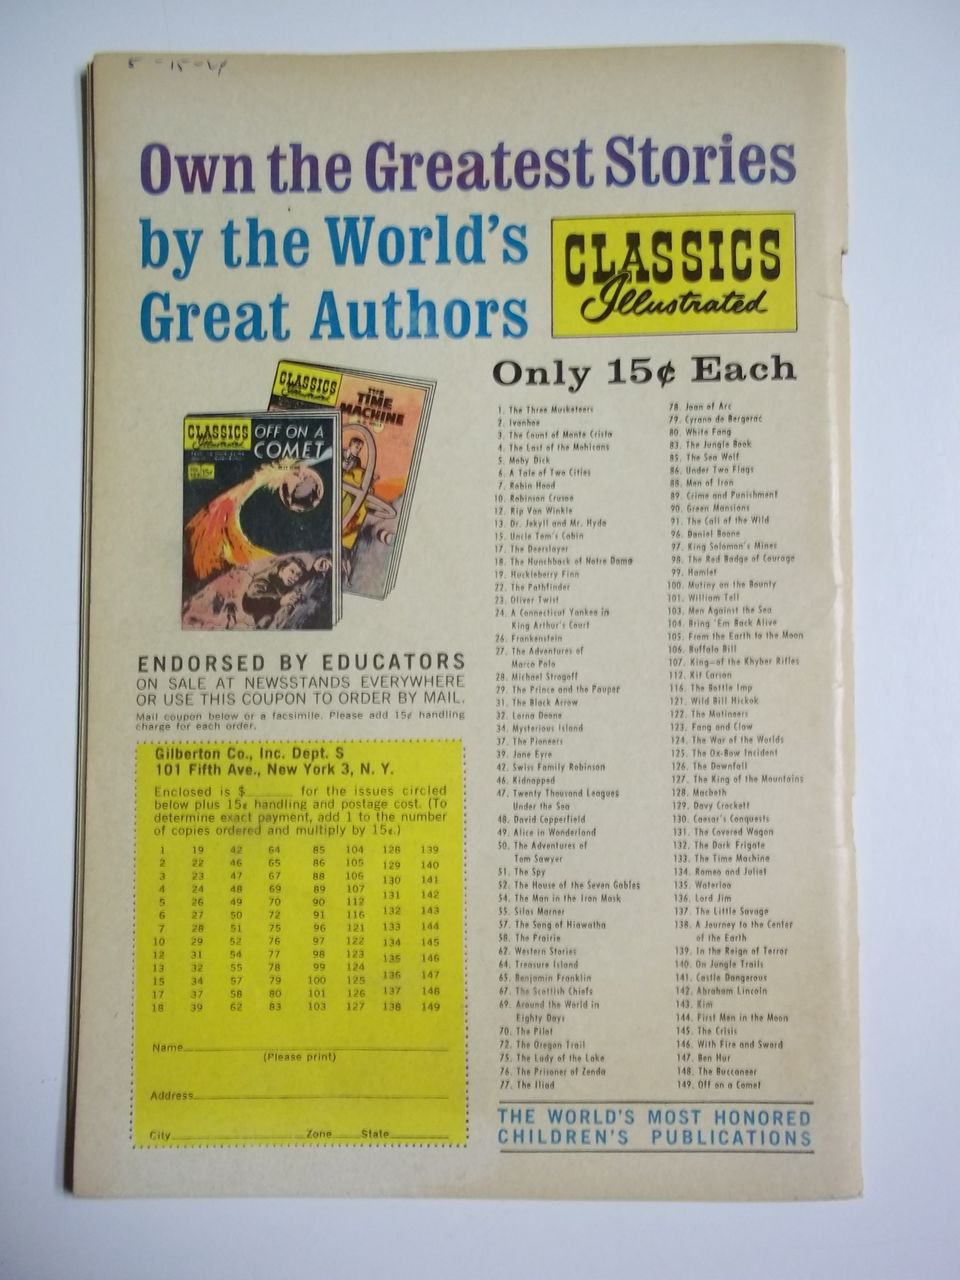 5 - 15 -
Own the Greatest Stories
by the World's
Great Authors
CLASSICS
Illustrated
Only 15¢ Each
CLASSICS
Illustrated
THE
TIME
MACHINE
CLASSICS
Illustrated
OFF ON A
COMET
ENDORSED BY EDUCATORS
ON SALE AT NEWSSTANDS EVERYWHERE
OR USE THIS COUPON TO ORDER BY MAIL.
Mail coupon below or a facsimile. Please add 15¢ handling
charge for each order.
Gilberton Co., Inc. Dept. S
101 Fifth Ave., New York 3, N. Y.
Enclosed is $______ for the issues circled
below plus 15¢ handling and postage cost. (To
determine exact payment, add 1 to the number
of copies ordered and multiply by 15¢.)
1 19 42 64 85 104 128 139
2 22 46 65 86 105 129 140
3 23 47 67 88 106 130 141
4 24 48 69 89 107 131 142
5 26 49 70 90 112 132 143
6 27 50 72 91 116 133 144
7 28 51 75 96 121 134 145
10 29 52 76 97 122 135 146
12 31 54 77 98 123 136 147
13 32 55 78 99 124 137 148
15 34 57 79 100 125 138 149
17 37 58 80 101 126
18 39 62 83 103 127
Name
(Please print)
Address
City Zone State
1. The Three Musketeers
2. Ivanhoe
3. The Count of Monte Cristo
4. The Last of the Mohicans
5. Moby Dick
6. A Tale of Two Cities
7. Robin Hood
10. Robinson Crusoe
12. Rip Van Winkle
13. Dr. Jekyll and Mr. Hyde
15. Uncle Tom's Cabin
17. The Deerslayer
18. The Hunchback of Notre Dame
19. Huckleberry Finn
22. The Pathfinder
23. Oliver Twist
24. A Connecticut Yankee in
King Arthur's Court
26. Frankenstein
27. The Adventures of
Marco Polo
28. Michael Strogoff
29. The Prince and the Pauper
31. The Black Arrow
32. Lorna Doone
34. Mysterious Island
37. The Pioneers
39. Jane Eyre
42. Swiss Family Robinson
46. Kidnapped
47. Twenty Thousand Leagues
Under the Sea
48. David Copperfield
49. Alice in Wonderland
50. The Adventures of
Tom Sawyer
51. The Spy
52. The House of the Seven Gables
54. The Man in the Iron Mask
55. Silas Marner
57. The Song of Hiawatha
58. The Prairie
62. Western Stories
64. Treasure Island
65. Benjamin Franklin
67. The Scottish Chiefs
69. Around the World in
Eighty Days
70. The Pilot
72. The Oregon Trail
75. The Lady of the Lake
76. The Prisoner of Zenda
77. The Iliad
78. Joan of Arc
79. Cyrano de Bergerac
80. White Fang
83. The Jungle Book
85. The Sea Wolf
86. Under Two Flags
88. Men of Iron
89. Crime and Punishment
90. Green Mansions
91. The Call of the Wild
96. Daniel Boone
97. King Solomon's Mines
98. The Red Badge of Courage
99. Hamlet
100. Mutiny on the Bounty
101. William Tell
103. Men Against the Sea
104. Bring 'Em Back Alive
105. From the Earth to the Moon
106. Buffalo Bill
107. King—of the Khyber Rifles
112. Kit Carson
116. The Bottle Imp
121. Wild Bill Hickok
122. The Mutineers
123. Fang and Claw
124. The War of the Worlds
125. The Ox-Bow Incident
126. The Downfall
127. The King of the Mountains
128. Macbeth
129. Davy Crockett
130. Caesar's Conquests
131. The Covered Wagon
132. The Dark Frigate
133. The Time Machine
134. Romeo and Juliet
135. Waterloo
136. Lord Jim
137. The Little Savage
138. A Journey to the Center
of the Earth
139. In the Reign of Terror
140. On Jungle Trails
141. Castle Dangerous
142. Abraham Lincoln
143. Kim
144. First Men in the Moon
145. The Crisis
146. With Fire and Sword
147. Ben Hur
148. The Buccaneer
149. Off on a Comet
THE WORLD'S MOST HONORED
CHILDREN'S PUBLICATIONS